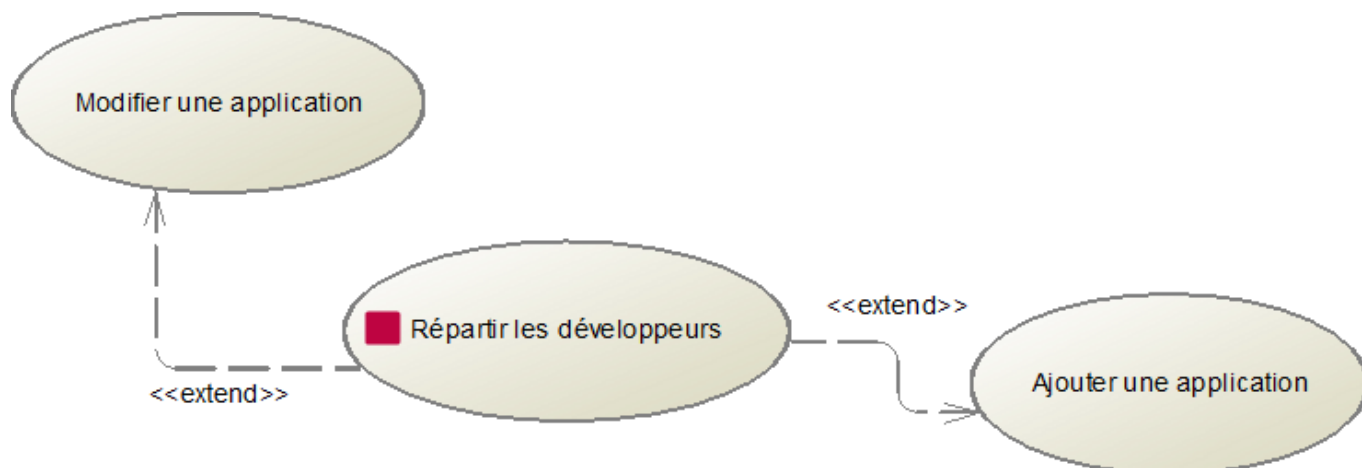 Modifier une application
<<extend>>
Répartir les développeurs
<<extend>>
Ajouter une application